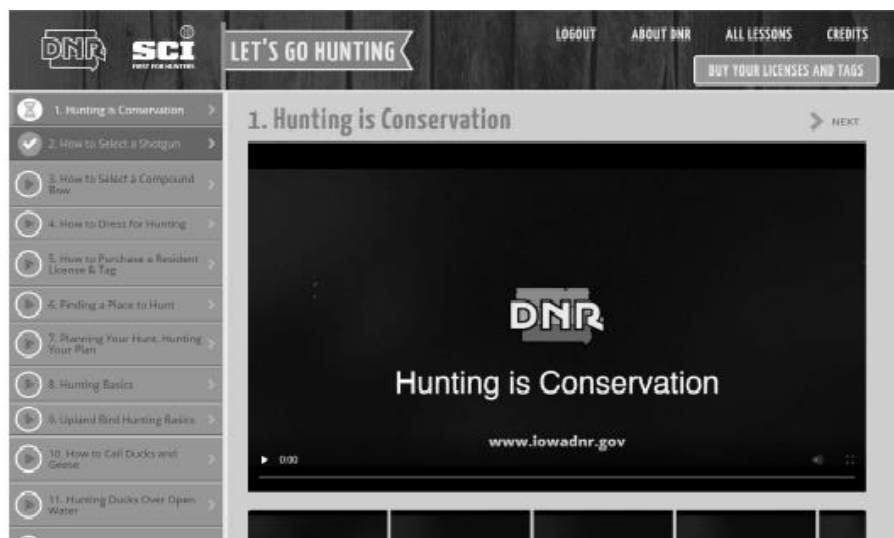 DNR
SCI
FIRST FOR HUNTERS
LET'S GO HUNTING
LOGOUT ABOUT DNR ALL LESSONS CREDITS
BUY YOUR LICENSES AND TAGS
1. Hunting is Conservation
2. How to Select a Shotgun
3. How to Select a Compound
Bow
4. How to Dress for Hunting
5. How to Purchase a Resident
License & Tag
6. Finding a Place to Hunt
7. Planning Your Hunt, Hunting
Your Plan
8. Hunting Basics
9. Upland Bird Hunting Basics
10. How to Call Ducks and
Geese
11. Hunting Ducks Over Open
Water
1. Hunting is Conservation
NEXT
DNR
Hunting is Conservation
www.iowadnr.gov
0:00